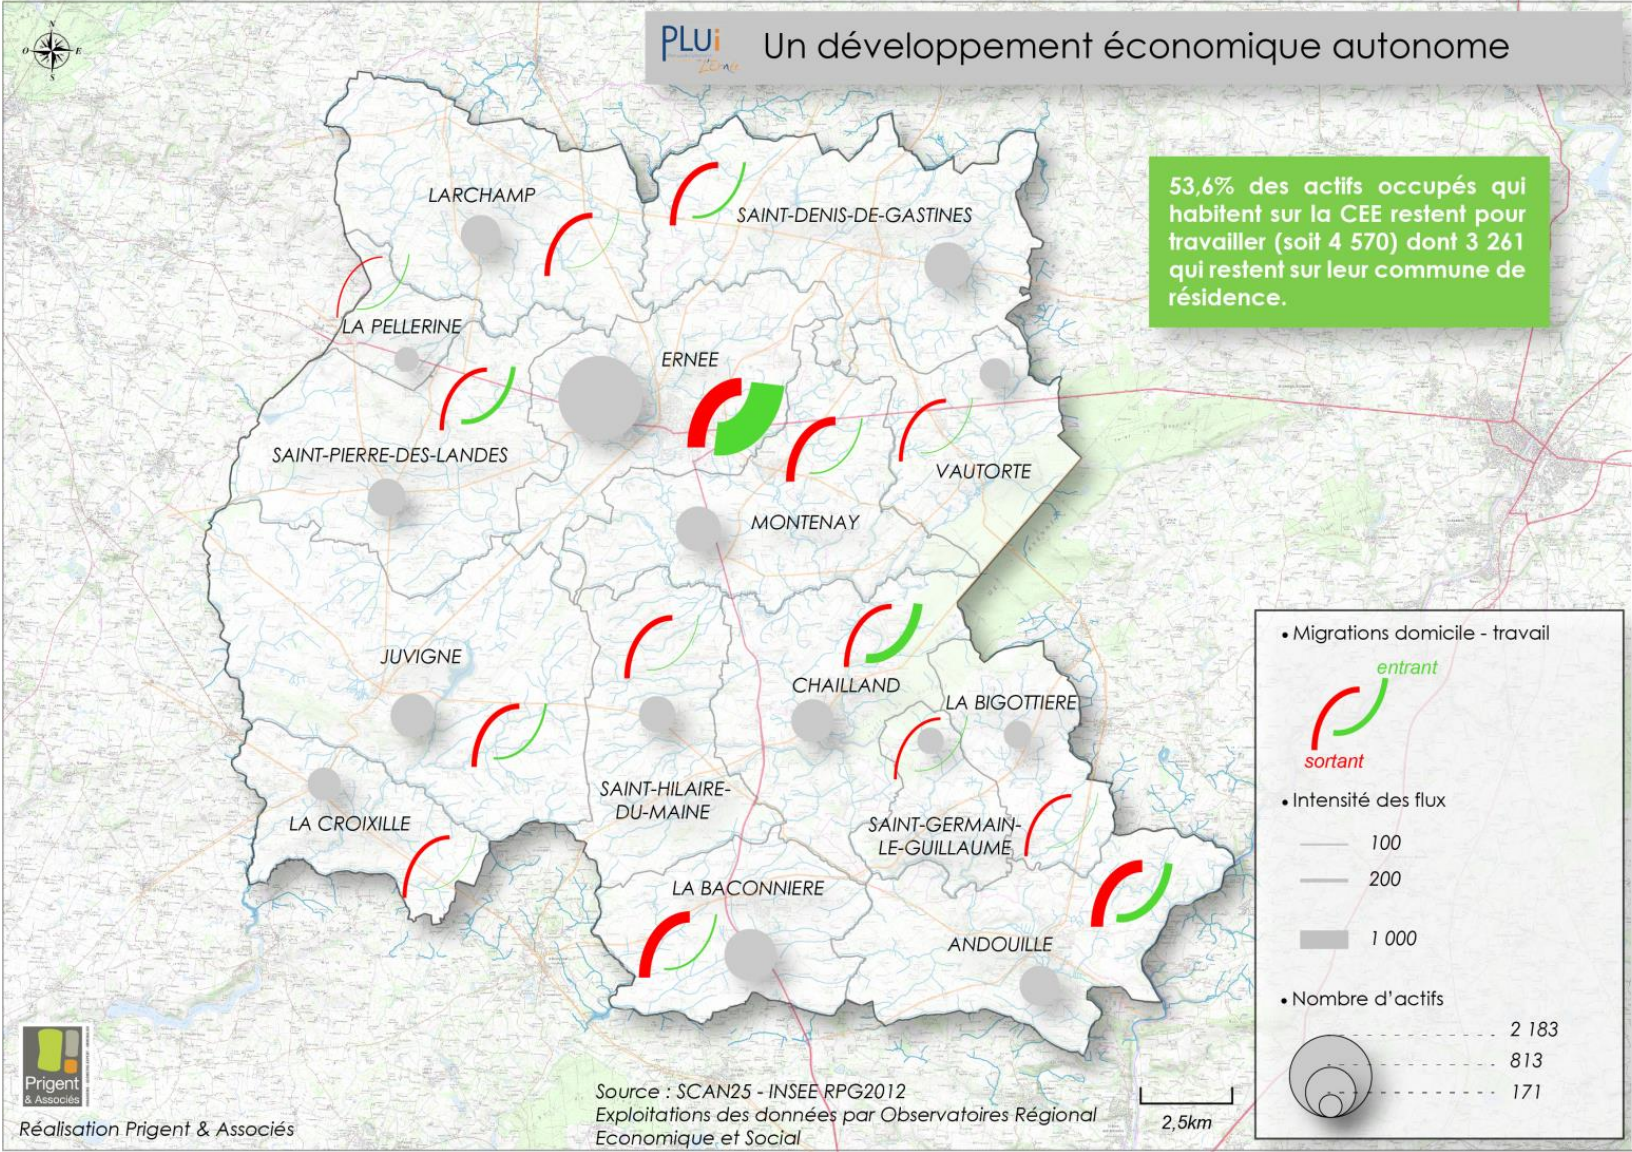 N
O
E
S
PLUi
L'Ernée
Un développement économique autonome
53,6% des actifs occupés qui
habitent sur la CEE restent pour
travailler (soit 4 570) dont 3 261
qui restent sur leur commune de
résidence.
LARCHAMP
SAINT-DENIS-DE-GASTINES
LA PELLERINE
ERNEE
SAINT-PIERRE-DES-LANDES
VAUTORTE
MONTENAY
JUVIGNE
CHAILLAND
LA BIGOTTIERE
SAINT-HILAIRE-
DU-MAINE
LA CROIXILLE
SAINT-GERMAIN-
LE-GUILLAUME
LA BACONNIERE
ANDOUILLE
• Migrations domicile - travail
entrant
sortant
• Intensité des flux
100
200
1 000
• Nombre d'actifs
2 183
813
171
Prigent
& Associés
Réalisation Prigent & Associés
Source : SCAN25 - INSEE RPG2012
Exploitations des données par Observatoires Régional
Economique et Social
2,5km